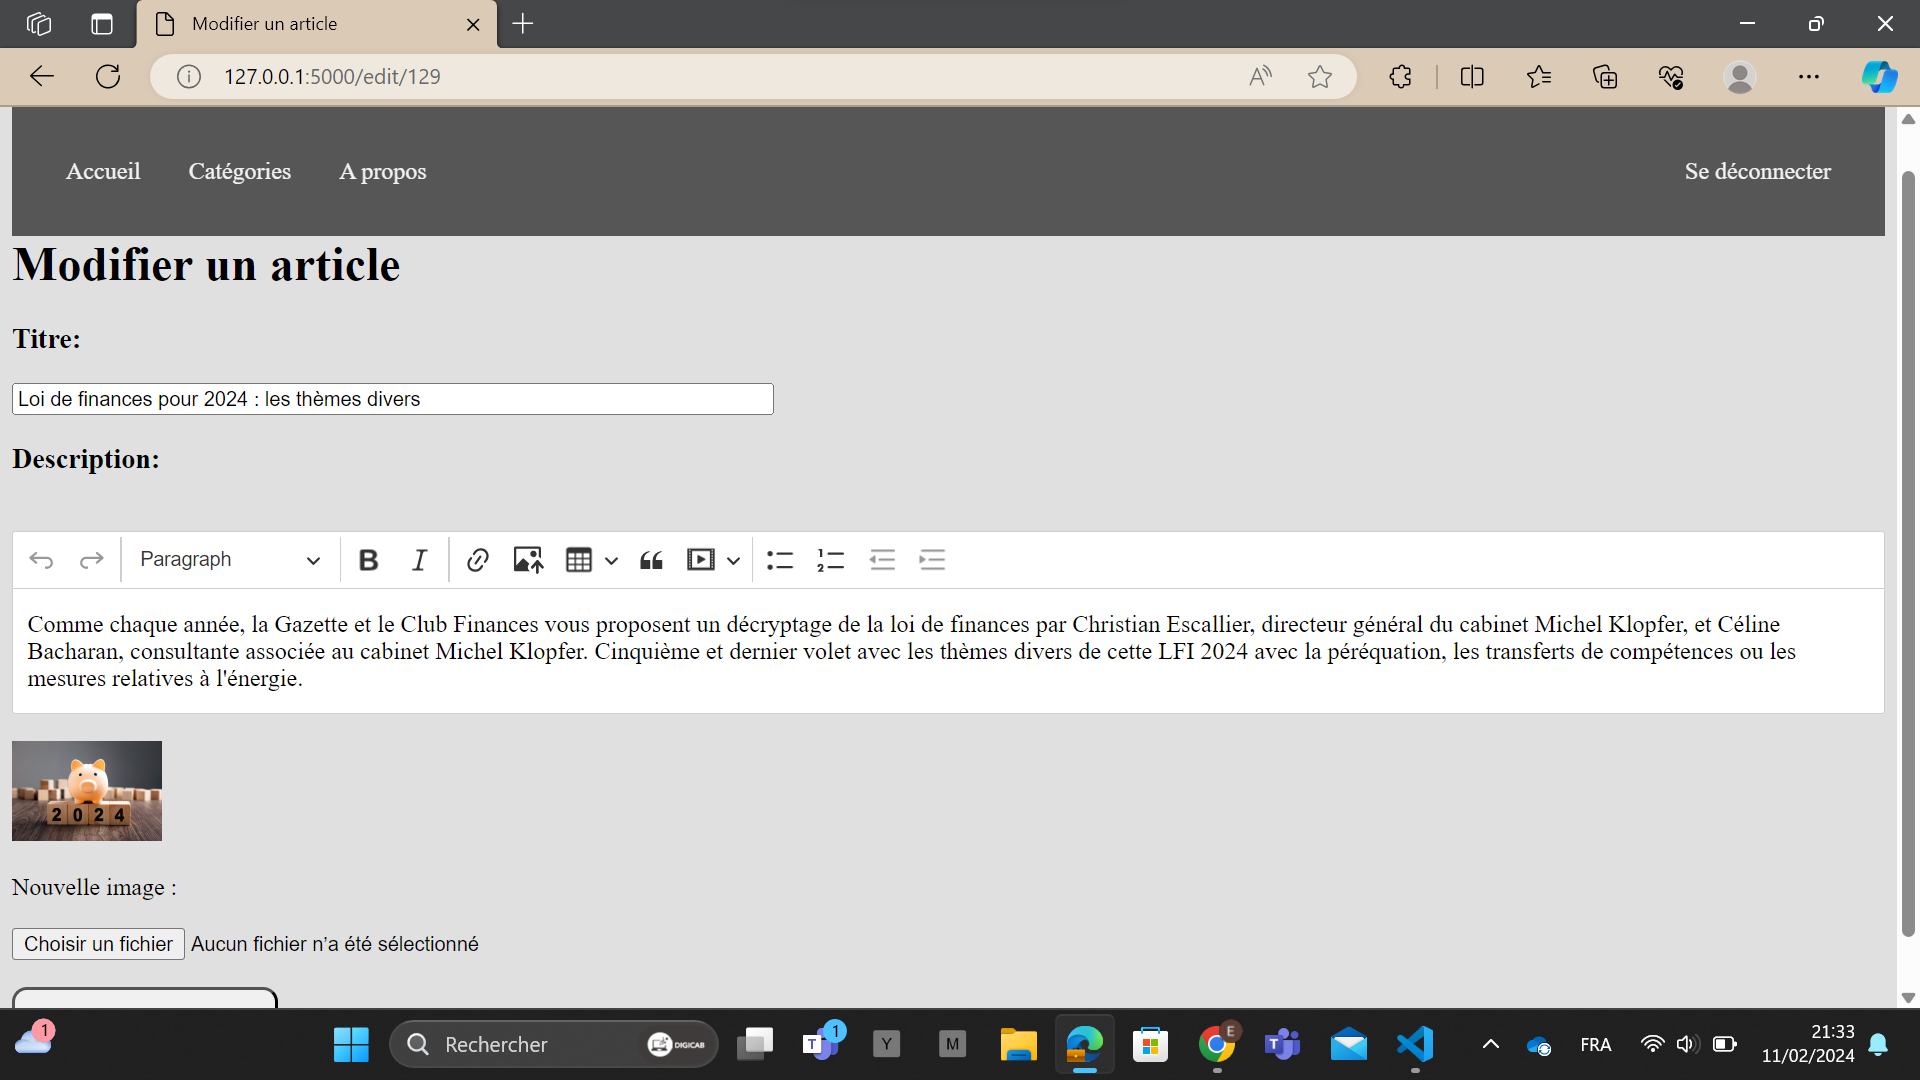 Modifier un article
127.0.0.1:5000/edit/129
Accueil Catégories A propos Se déconnecter
Modifier un article
Titre:
Loi de finances pour 2024 : les thèmes divers
Description:
Paragraph
Comme chaque année, la Gazette et le Club Finances vous proposent un décryptage de la loi de finances par Christian Escallier, directeur général du cabinet Michel Klopfer, et Céline
Bacharan, consultante associée au cabinet Michel Klopfer. Cinquième et dernier volet avec les thèmes divers de cette LFI 2024 avec la péréquation, les transferts de compétences ou les
mesures relatives à l'énergie.
2 0 2 4
Nouvelle image :
Choisir un fichier Aucun fichier n’a été sélectionné
1
Rechercher
DIGICAB
T 1
Y
M
E
T
FRA
21:33
11/02/2024